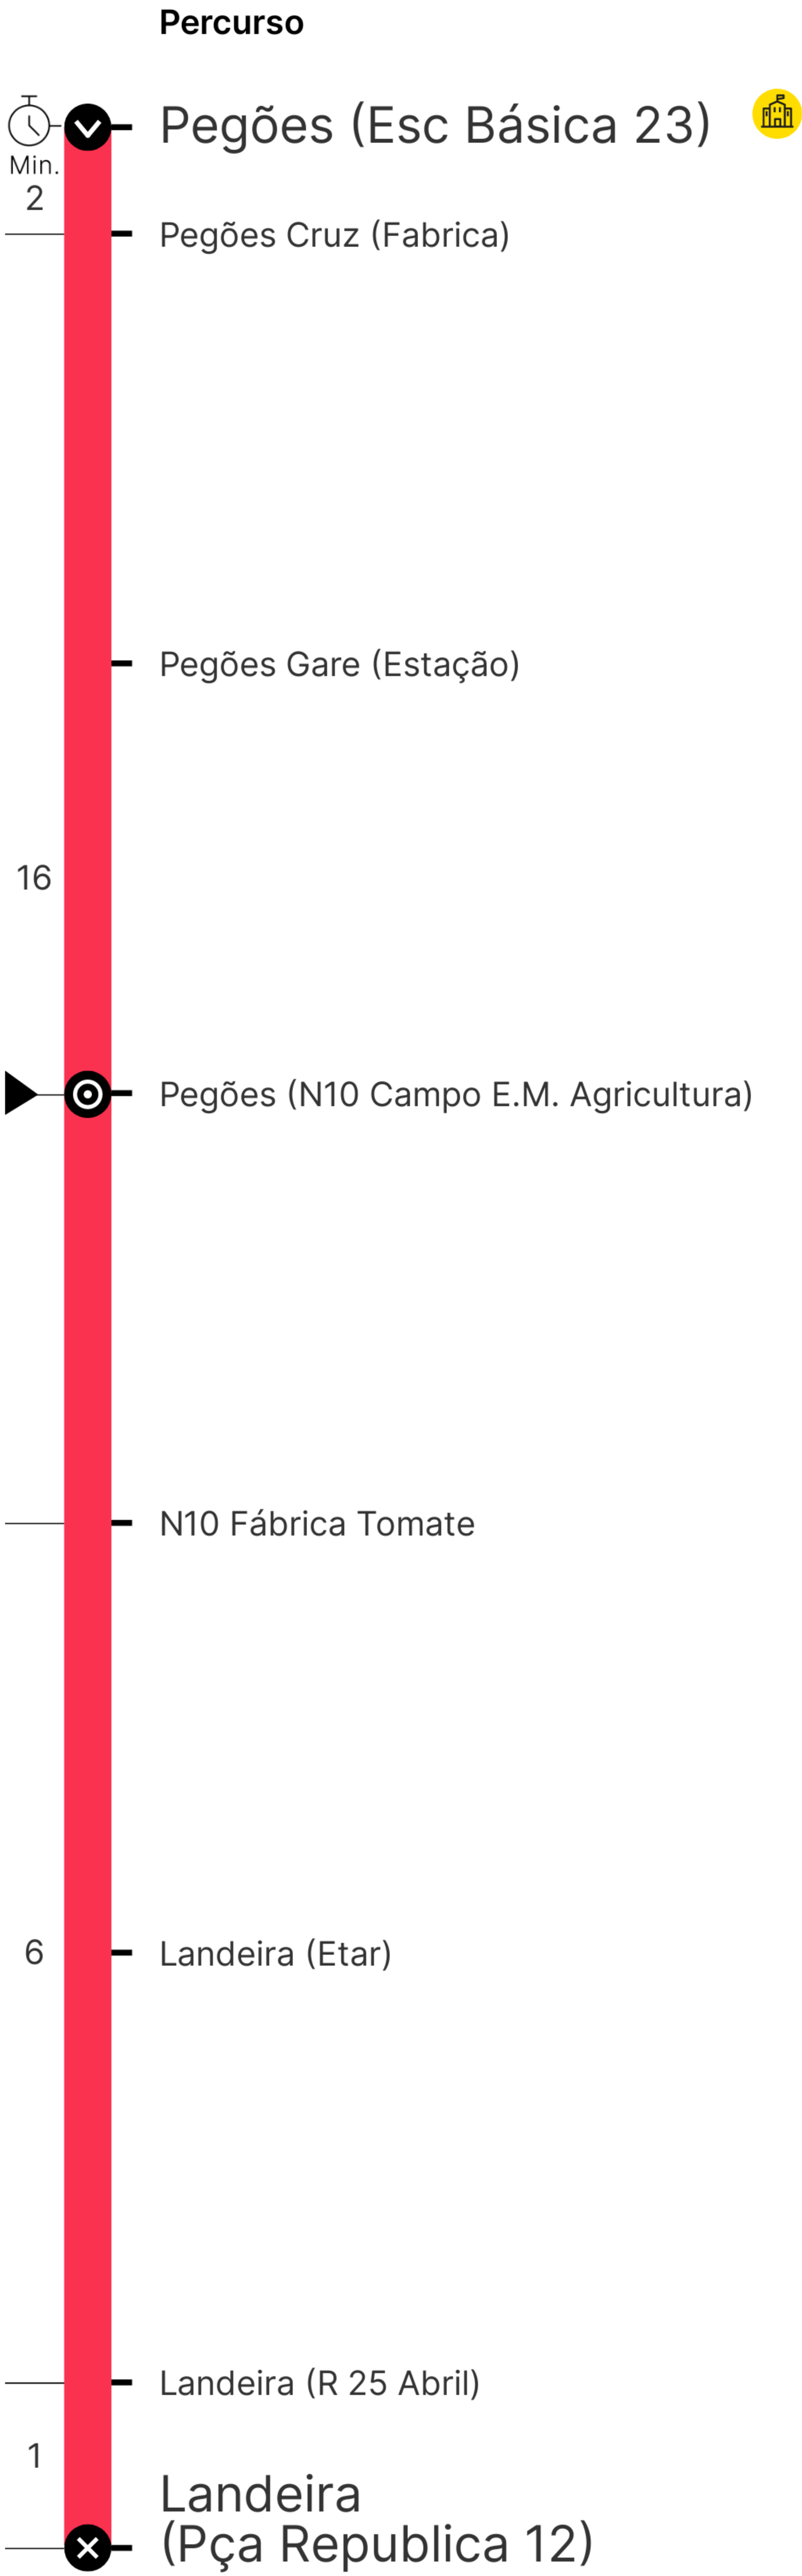 Percurso
Pegões (Esc Básica 23)
Min.
2
Pegões Cruz (Fabrica)
Pegões Gare (Estação)
16
Pegões (N10 Campo E.M. Agricultura)
N10 Fábrica Tomate
6
Landeira (Etar)
Landeira (R 25 Abril)
1
Landeira
(Pça Republica 12)